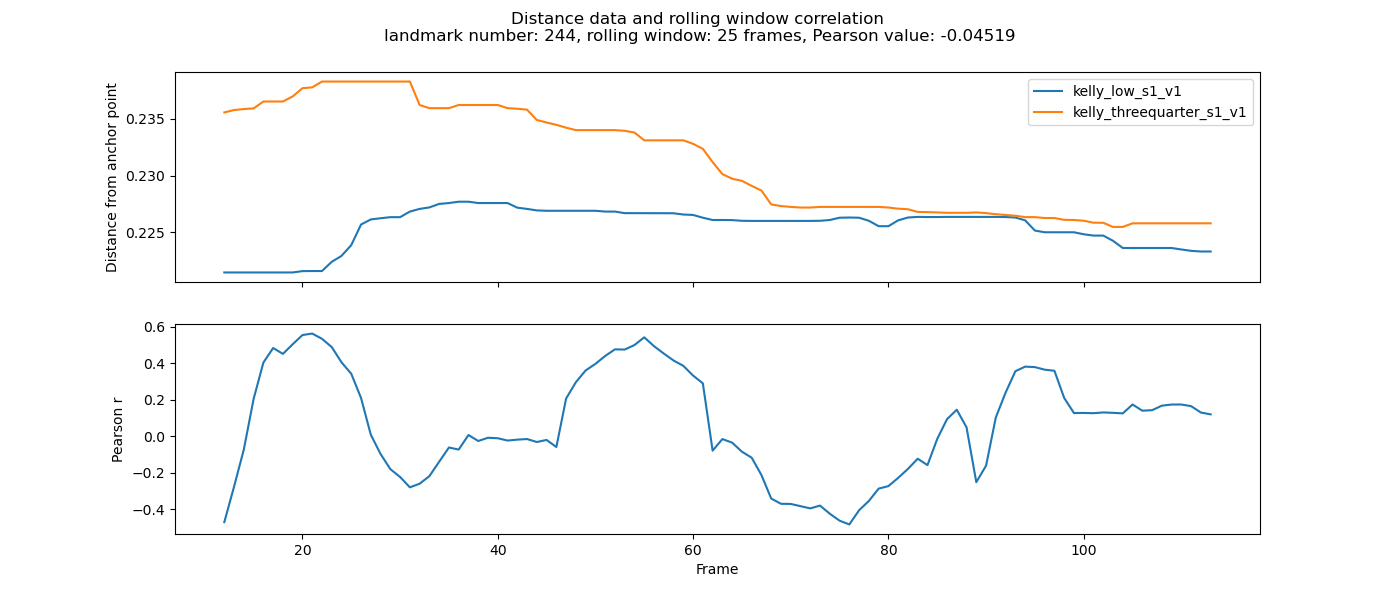 Distance data and rolling window correlation
landmark number: 244, rolling window: 25 frames, Pearson value: -0.04519
Distance from anchor point
0.235
0.230
0.225
kelly_low_s1_v1
kelly_threequarter_s1_v1
Pearson r
0.6
0.4
0.2
0.0
−0.2
−0.4
20 40 60 80 100
Frame